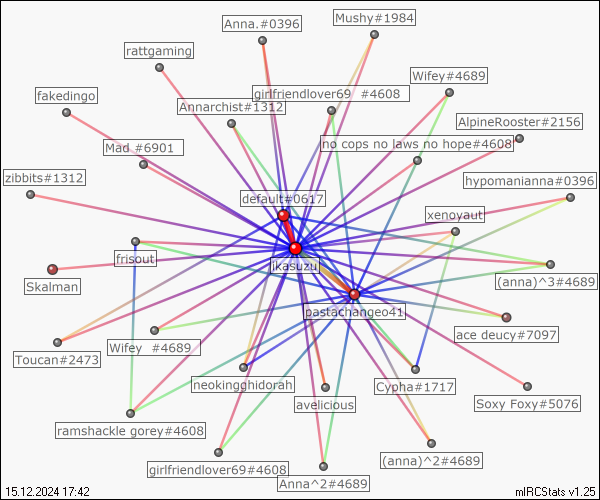 Mushy#1984
Anna.#0396
rattgaming
Wifey#4689
fakedingo
girlfriendlover69 #4608
Annarchist#1312
AlpineRooster#2156
no cops no laws no hope#4608
Mad #6901
zibbits#1312
hypomanianna#0396
default#0617
xenoyaut
frisout
jkasuzu
Skalman
(anna)^3#4689
pastachangeo41
ace deucy#7097
Toucan#2473
Wifey #4689
neokingghidorah
Cypha#1717
avelicious
Soxy Foxy#5076
ramshackle gorey#4608
(anna)^2#4689
girlfriendlover69#4608
Anna^2#4689
15.12.2024 17:42
mIRCStats v1.25